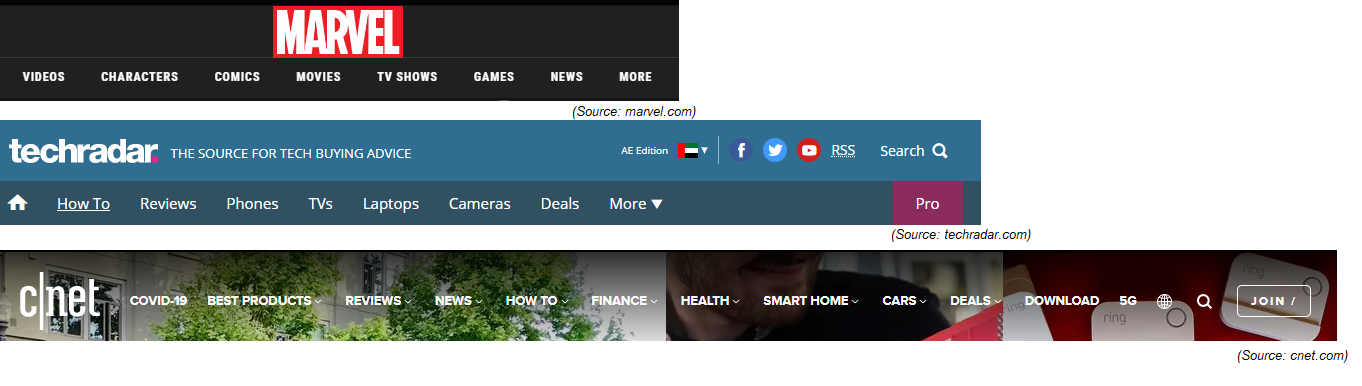 MARVEL
VIDEOS CHARACTERS COMICS MOVIES TV SHOWS GAMES NEWS MORE
(Source: marvel.com)
techradar. THE SOURCE FOR TECH BUYING ADVICE AE Edition RSS Search
How To Reviews Phones TVs Laptops Cameras Deals More Pro
(Source: techradar.com)
c|net COVID-19 BEST PRODUCTS REVIEWS NEWS HOW TO FINANCE HEALTH SMART HOME CARS DEALS DOWNLOAD 5G JOIN /
ring
ring
(Source: cnet.com)